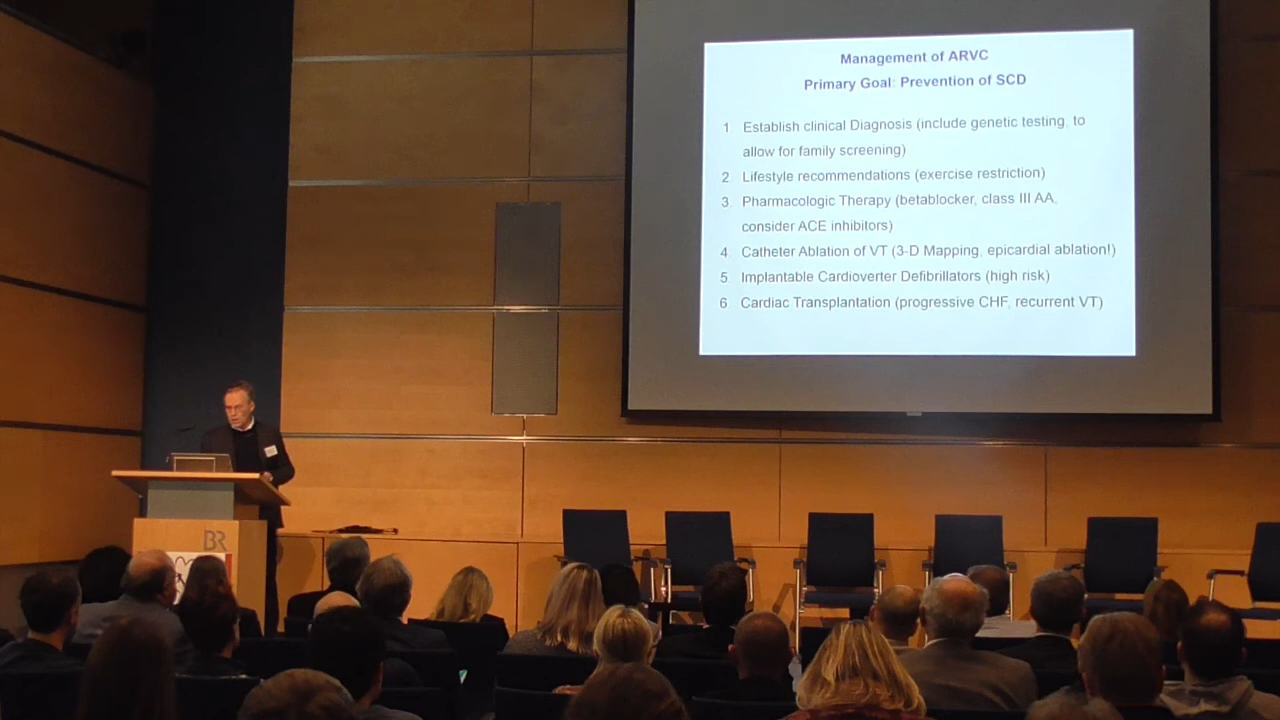 Management of ARVC
Primary Goal: Prevention of SCD
1 Establish clinical Diagnosis (include genetic testing, to
allow for family screening)
2. Lifestyle recommendations (exercise restriction)
3. Pharmacologic Therapy (betablocker, class III AA,
consider ACE inhibitors)
4. Catheter Ablation of VT (3-D Mapping, epicardial ablation!)
5. Implantable Cardioverter Defibrillators (high risk)
6. Cardiac Transplantation (progressive CHF, recurrent VT)
BR